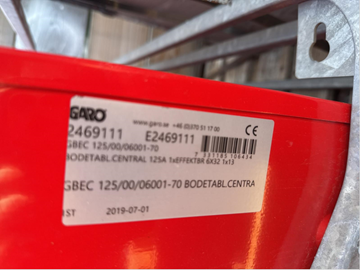 GARO
www.garo.se +46 (0)370 51 17 00
2469111 E2469111
GBEC 125/00/06001-70
BODETABL.CENTRAL 125A 1xEFFEKTBR 6X32 1x13
CE
GBEC 125/00/06001-70 BODETABL.CENTRA
IST 2019-07-01